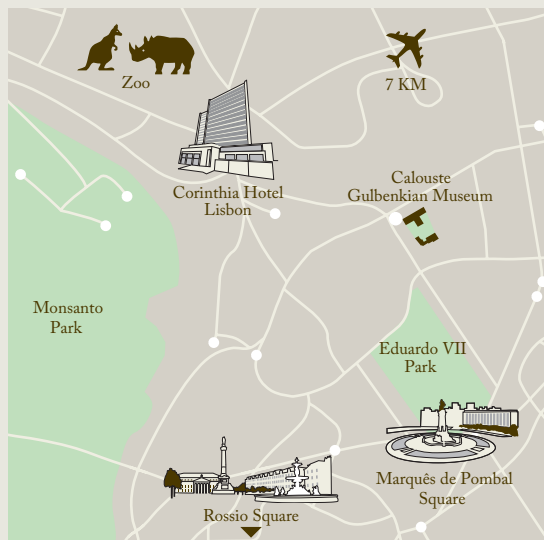 Zoo
7 KM
Corinthia Hotel
Lisbon
Calouste
Gulbenkian Museum
Monsanto
Park
Eduardo VII
Park
Marquês de Pombal
Square
Rossio Square